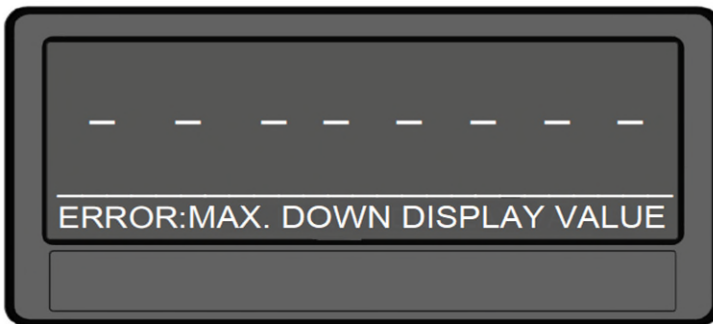 - - - - - - - -
ERROR:MAX. DOWN DISPLAY VALUE